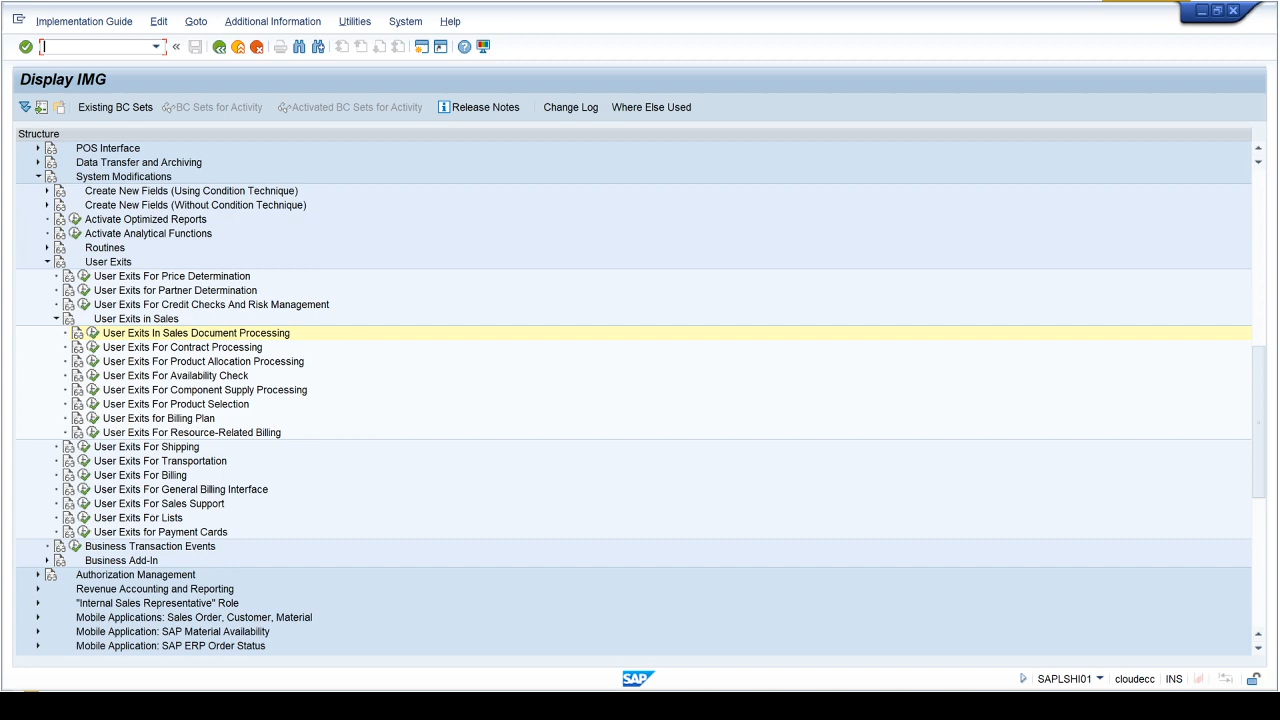 Implementation Guide Edit Goto Additional Information Utilities System Help
Display IMG
Existing BC Sets BC Sets for Activity Activated BC Sets for Activity Release Notes Change Log Where Else Used
Structure
POS Interface
Data Transfer and Archiving
System Modifications
Create New Fields (Using Condition Technique)
Create New Fields (Without Condition Technique)
Activate Optimized Reports
Activate Analytical Functions
Routines
User Exits
User Exits For Price Determination
User Exits for Partner Determination
User Exits For Credit Checks And Risk Management
User Exits in Sales
User Exits In Sales Document Processing
User Exits For Contract Processing
User Exits For Product Allocation Processing
User Exits For Availability Check
User Exits For Component Supply Processing
User Exits For Product Selection
User Exits for Billing Plan
User Exits For Resource-Related Billing
User Exits For Shipping
User Exits For Transportation
User Exits For Billing
User Exits For General Billing Interface
User Exits For Sales Support
User Exits For Lists
User Exits for Payment Cards
Business Transaction Events
Business Add-In
Authorization Management
Revenue Accounting and Reporting
"Internal Sales Representative" Role
Mobile Applications: Sales Order, Customer, Material
Mobile Application: SAP Material Availability
Mobile Application: SAP ERP Order Status
SAP SAPLSHI01 cloudecc INS